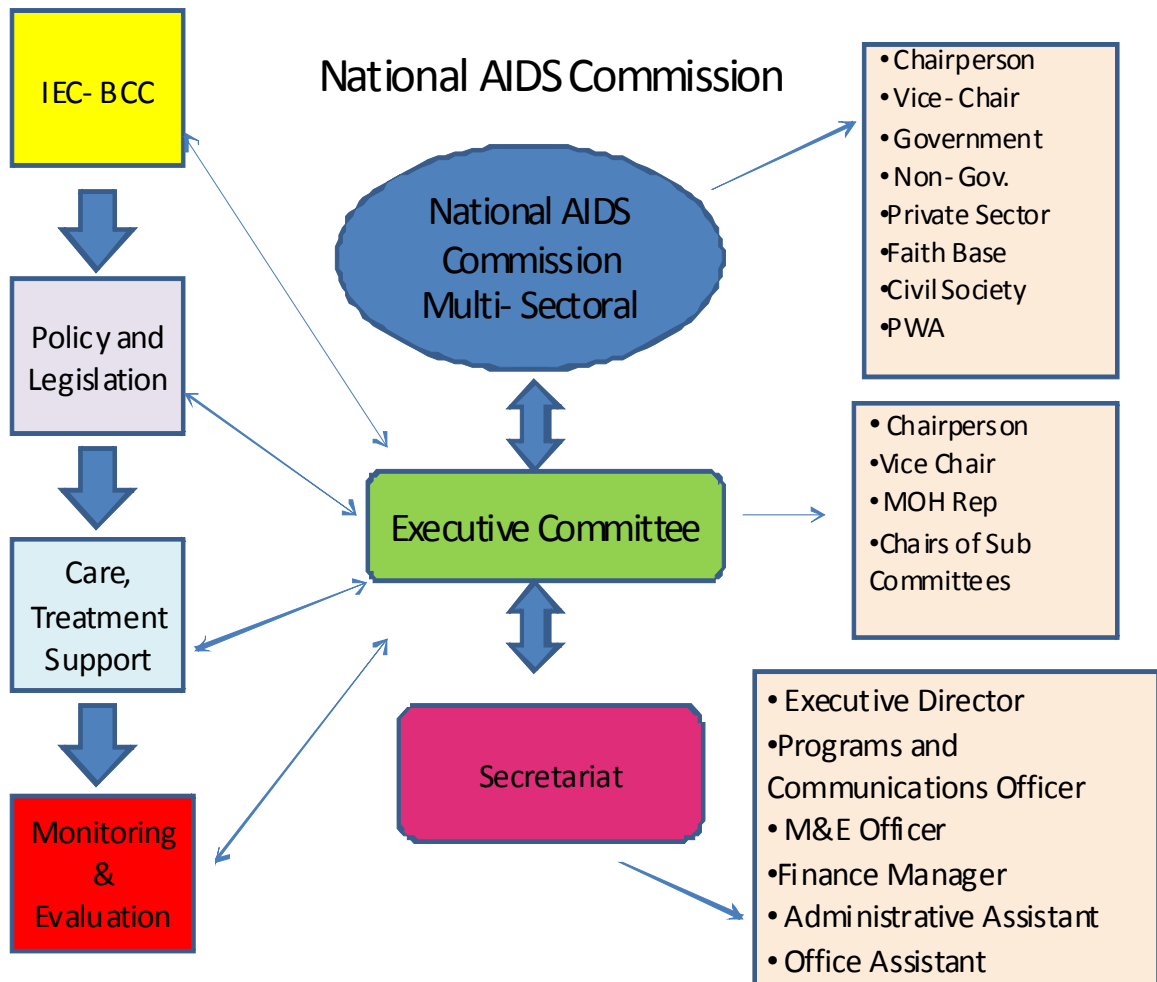 National AIDS Commission
IEC- BCC
Policy and
Legislation
Care,
Treatment
Support
Monitoring
&
Evaluation
National AIDS
Commission
Multi- Sectoral
Executive Committee
Secretariat
• Chairperson
• Vice- Chair
• Government
• Non- Gov.
•Private Sector
•Faith Base
•Civil Society
•PWA
• Chairperson
•Vice Chair
• MOH Rep
•Chairs of Sub
Committees
• Executive Director
•Programs and
Communications Officer
• M&E Officer
•Finance Manager
• Administrative Assistant
• Office Assistant